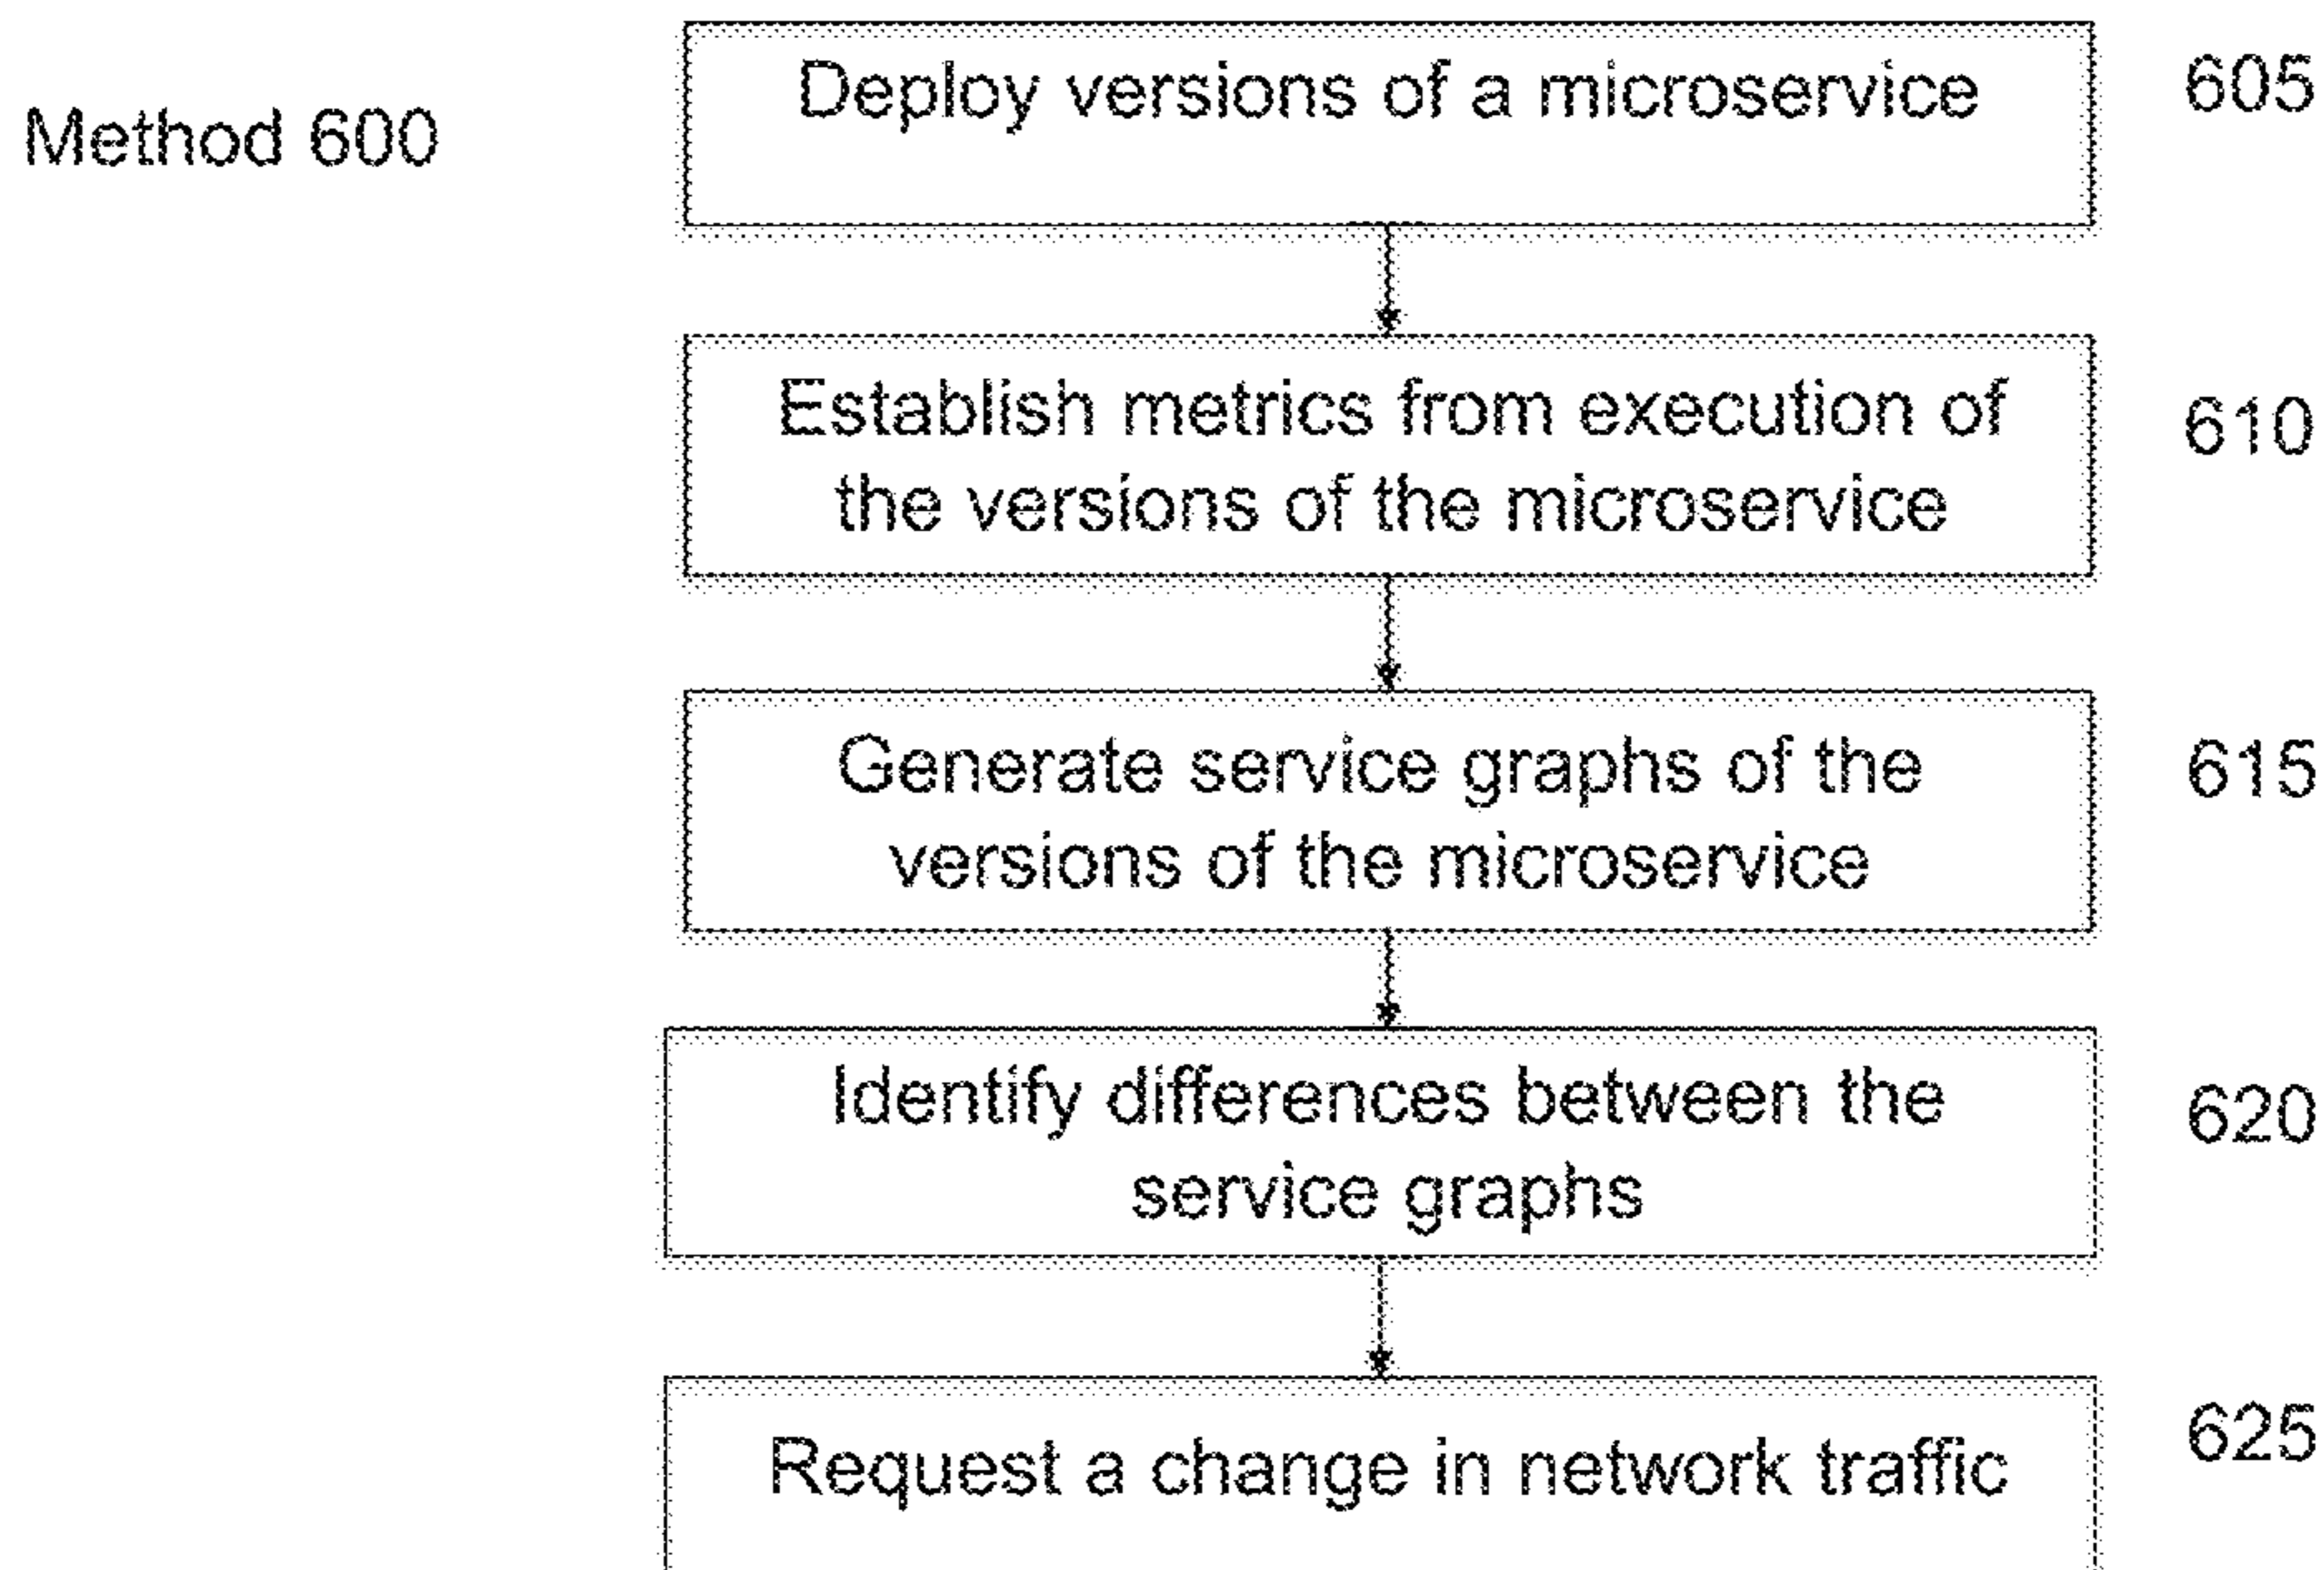 Method 600
Deploy versions of a microservice
605
Establish metrics from execution of
the versions of the microservice
610
Generate service graphs of the
versions of the microservice
615
Identify differences between the
service graphs
620
Request a change in network traffic
625